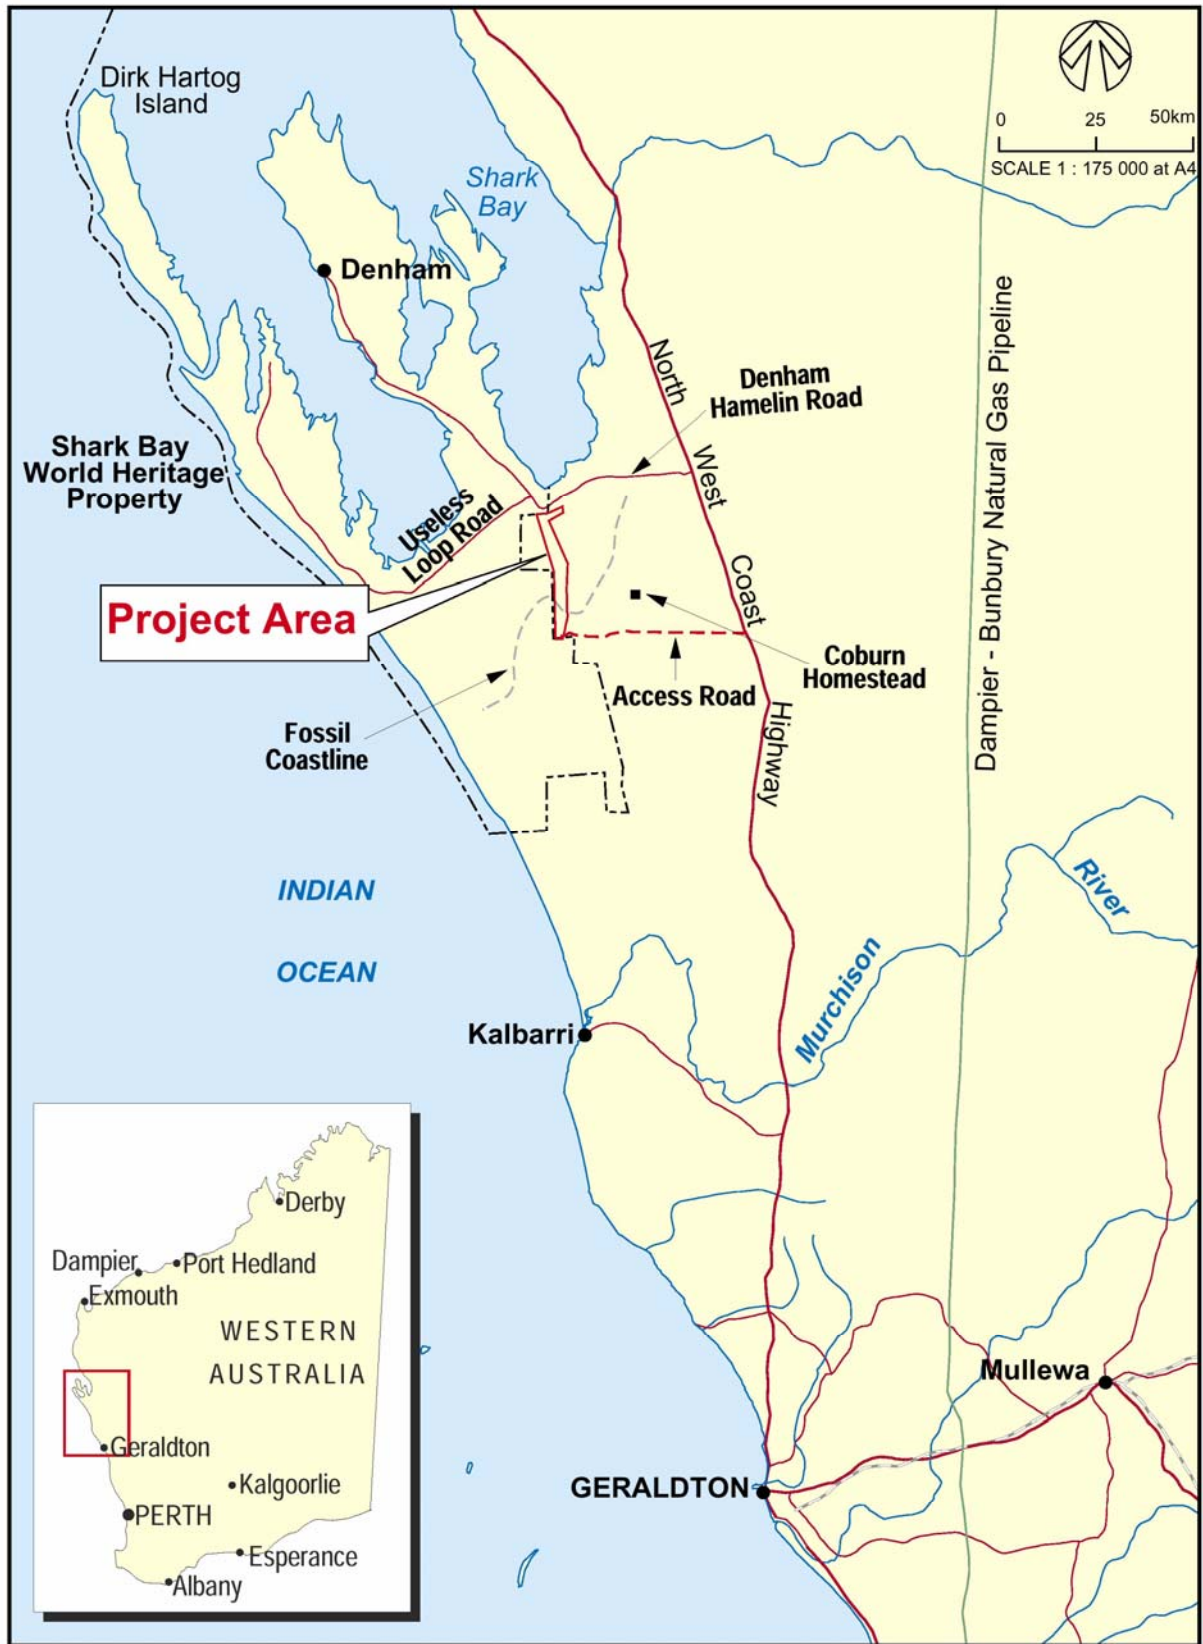 Dirk Hartog
Island
0 25 50km
SCALE 1 : 175 000 at A4
Shark
Bay
Denham
Dampier - Bunbury Natural Gas Pipeline
North
West
Coast
Highway
Denham
Hamelin Road
Shark Bay
World Heritage
Property
Useless
Loop Road
Project Area
Coburn
Homestead
Access Road
Fossil
Coastline
INDIAN
OCEAN
Murchison
River
Kalbarri
Mullewa
GERALDTON
Derby
Dampier
Port Hedland
Exmouth
WESTERN
AUSTRALIA
Geraldton
Kalgoorlie
PERTH
Esperance
Albany